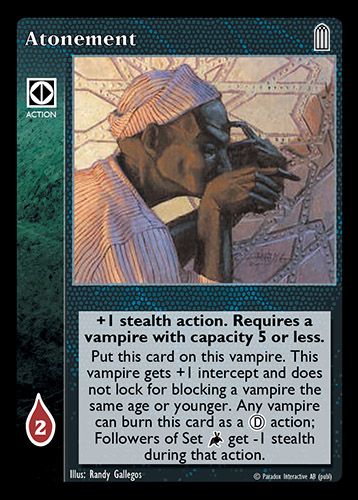 Atonement
ACTION
+1 stealth action. Requires a
vampire with capacity 5 or less.
Put this card on this vampire. This
vampire gets +1 intercept and does
not lock for blocking a vampire
the same age or younger. Any vampire
can burn this card as a Ⓓ action;
Followers of Set get -1 stealth
during that action.
2
Illus: Randy Gallegos
© Paradox Interactive AB (publ)